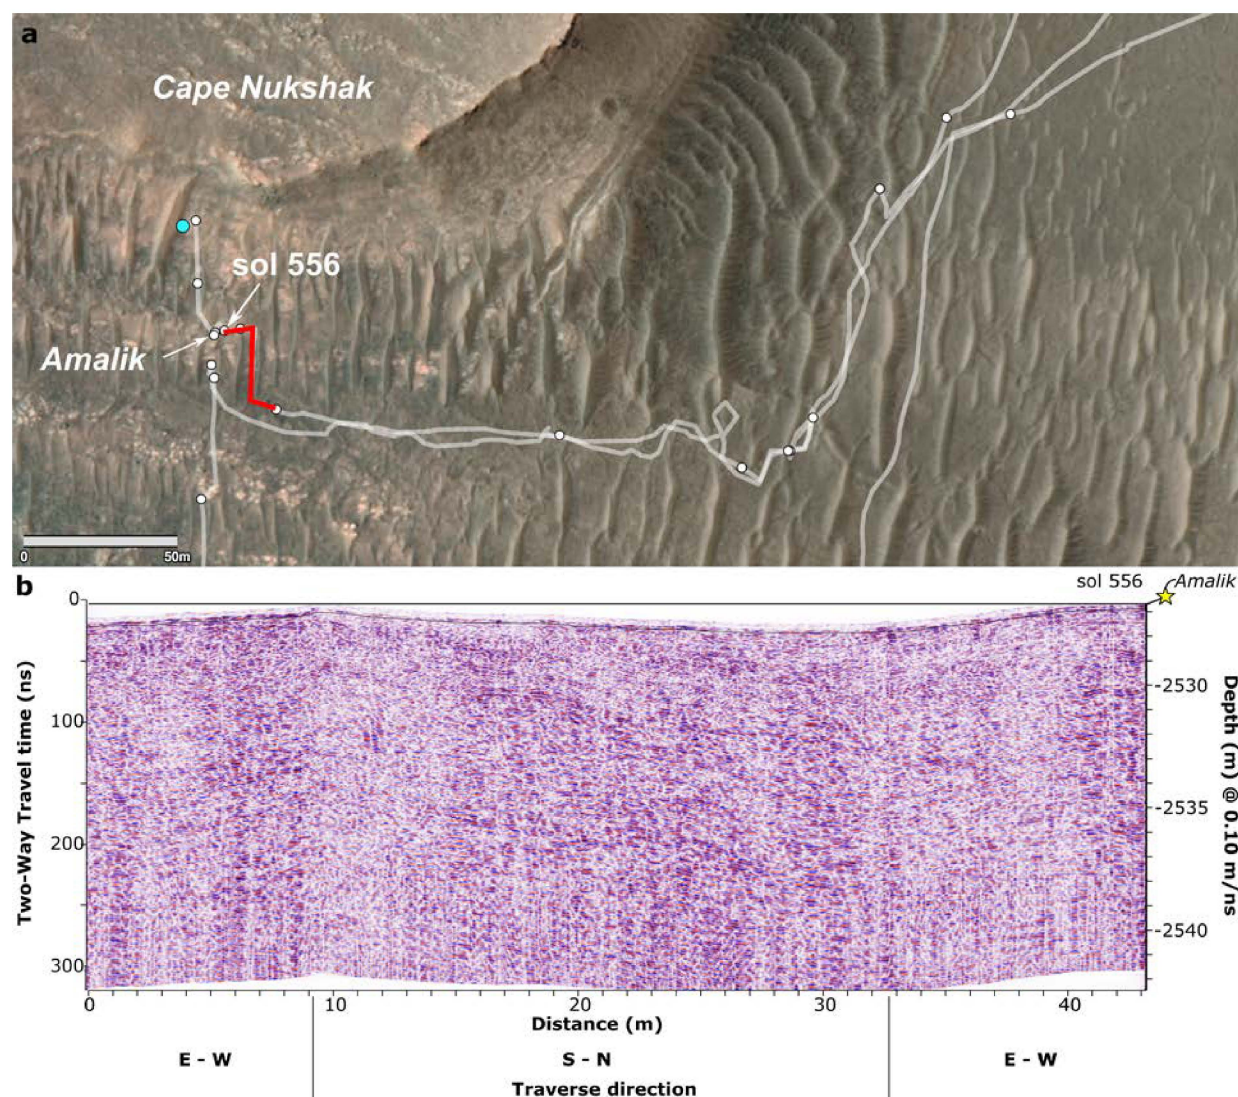 a
Cape Nukshak
sol 556
Amalik
0 50m
b
sol 556 Amalik
0
100
200
300
Two-Way Travel time (ns)
-2530
-2535
-2540
Depth (m) @ 0.10 m/ns
0 10 20 30 40
Distance (m)
E - W S - N E - W
Traverse direction